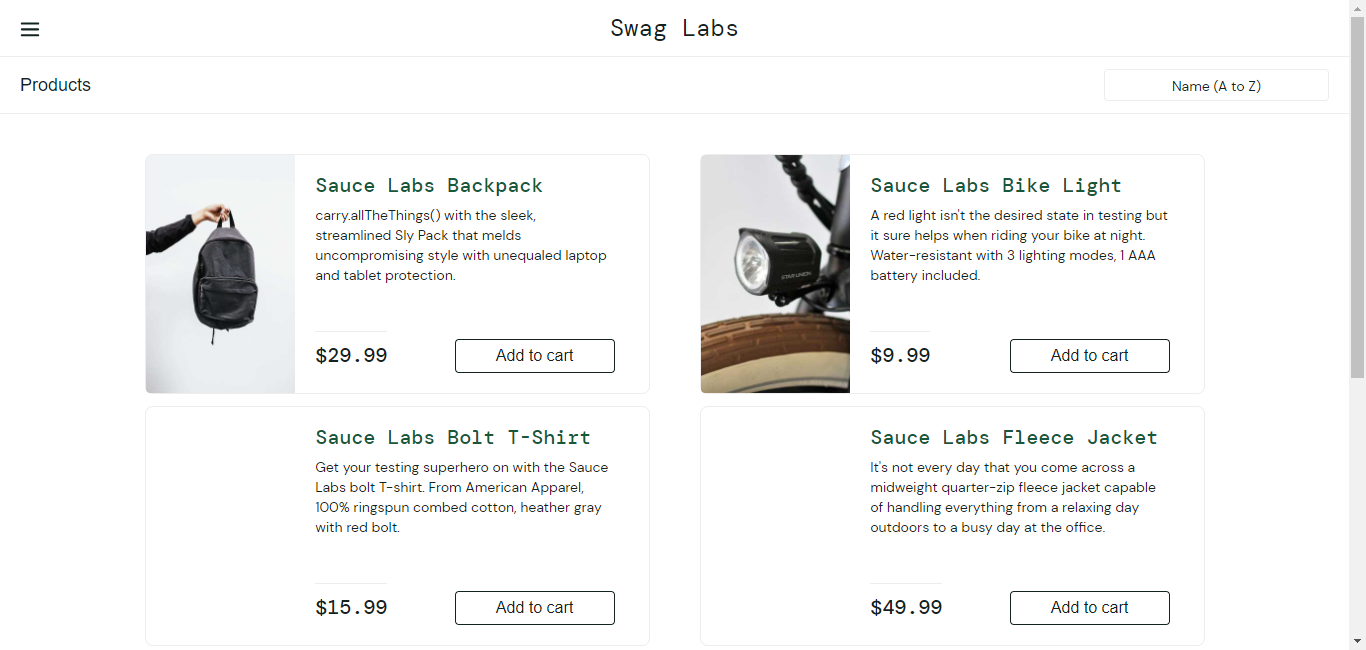 Swag Labs
Products
Name (A to Z)
Sauce Labs Backpack
carry.allTheThings() with the sleek,
streamlined Sly Pack that melds
uncompromising style with unequaled laptop
and tablet protection.
$29.99
Add to cart
Sauce Labs Bike Light
A red light isn't the desired state in testing but
it sure helps when riding your bike at night.
Water-resistant with 3 lighting modes, 1 AAA
battery included.
STAR UNION
$9.99
Add to cart
Sauce Labs Bolt T-Shirt
Get your testing superhero on with the Sauce
Labs bolt T-shirt. From American Apparel,
100% ringspun combed cotton, heather gray
with red bolt.
$15.99
Add to cart
Sauce Labs Fleece Jacket
It's not every day that you come across a
midweight quarter-zip fleece jacket capable
of handling everything from a relaxing day
outdoors to a busy day at the office.
$49.99
Add to cart